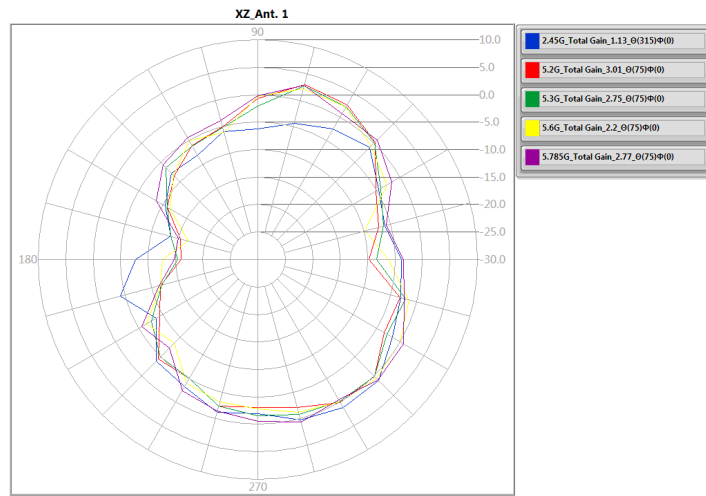 XZ_Ant. 1
90
10.0
5.0
0.0
-5.0
-10.0
-15.0
-20.0
-25.0
180
-30.0
270
2.45G_Total Gain_1.13_Θ(315)Φ(0)
5.2G_Total Gain_3.01_Θ(75)Φ(0)
5.3G_Total Gain_2.75_Θ(75)Φ(0)
5.6G_Total Gain_2.2_Θ(75)Φ(0)
5.785G_Total Gain_2.77_Θ(75)Φ(0)